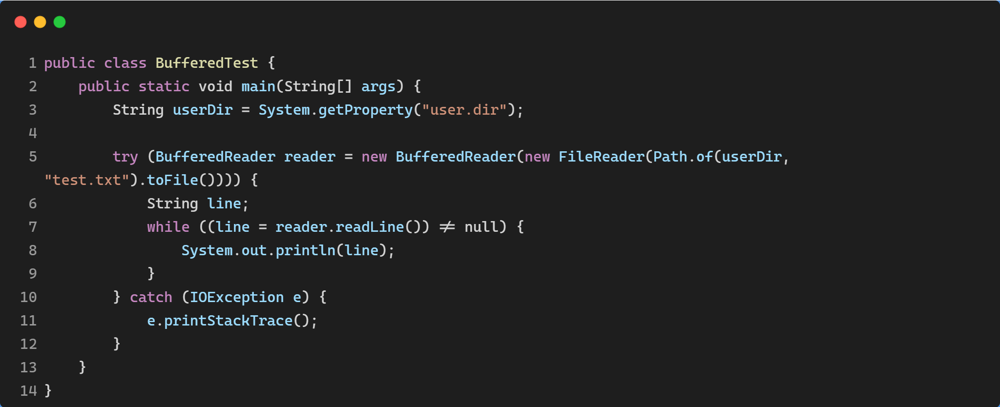 1 public class BufferedTest {
2     public static void main(String[] args) {
3         String userDir = System.getProperty("user.dir");
4
5         try (BufferedReader reader = new BufferedReader(new FileReader(Path.of(userDir,
"test.txt").toFile()))) {
6             String line;
7             while ((line = reader.readLine()) != null) {
8                 System.out.println(line);
9             }
10         } catch (IOException e) {
11             e.printStackTrace();
12         }
13     }
14 }